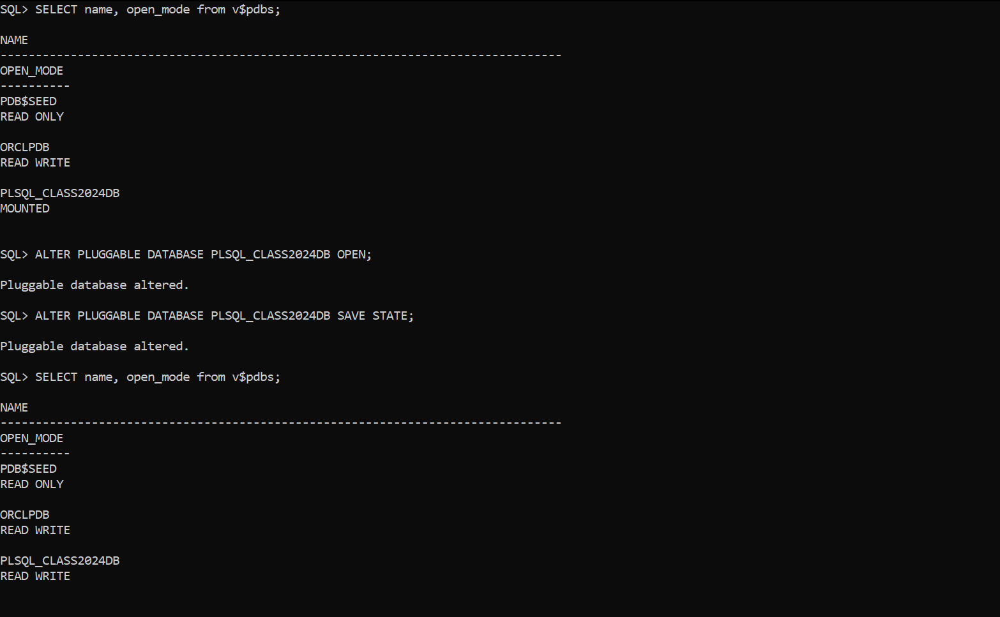 SQL> SELECT name, open_mode from v$pdbs;
NAME
--------------------------------------------------------------------------------
OPEN_MODE
----------
PDB$SEED
READ ONLY
ORCLPDB
READ WRITE
PLSQL_CLASS2024DB
MOUNTED
SQL> ALTER PLUGGABLE DATABASE PLSQL_CLASS2024DB OPEN;
Pluggable database altered.
SQL> ALTER PLUGGABLE DATABASE PLSQL_CLASS2024DB SAVE STATE;
Pluggable database altered.
SQL> SELECT name, open_mode from v$pdbs;
NAME
--------------------------------------------------------------------------------
OPEN_MODE
----------
PDB$SEED
READ ONLY
ORCLPDB
READ WRITE
PLSQL_CLASS2024DB
READ WRITE